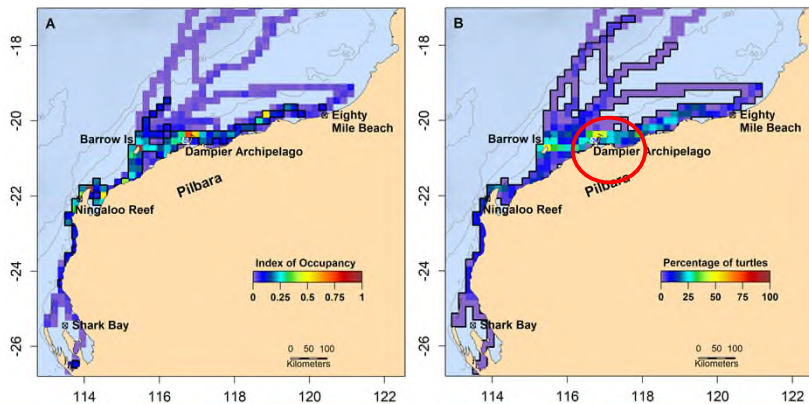 A
-18
-20
-22
-24
-26
Barrow Is
Eighty
Mile Beach
Dampier Archipelago
Pilbara
Ningaloo Reef
Index of Occupancy
0 0.25 0.5 0.75 1
Shark Bay
0 50 100
Kilometers
114 116 118 120 122
B
-18
-20
-22
-24
-26
Barrow Is
Eighty
Mile Beach
Dampier Archipelago
Pilbara
Ningaloo Reef
Percentage of turtles
0 25 50 75 100
Shark Bay
0 50 100
Kilometers
114 116 118 120 122